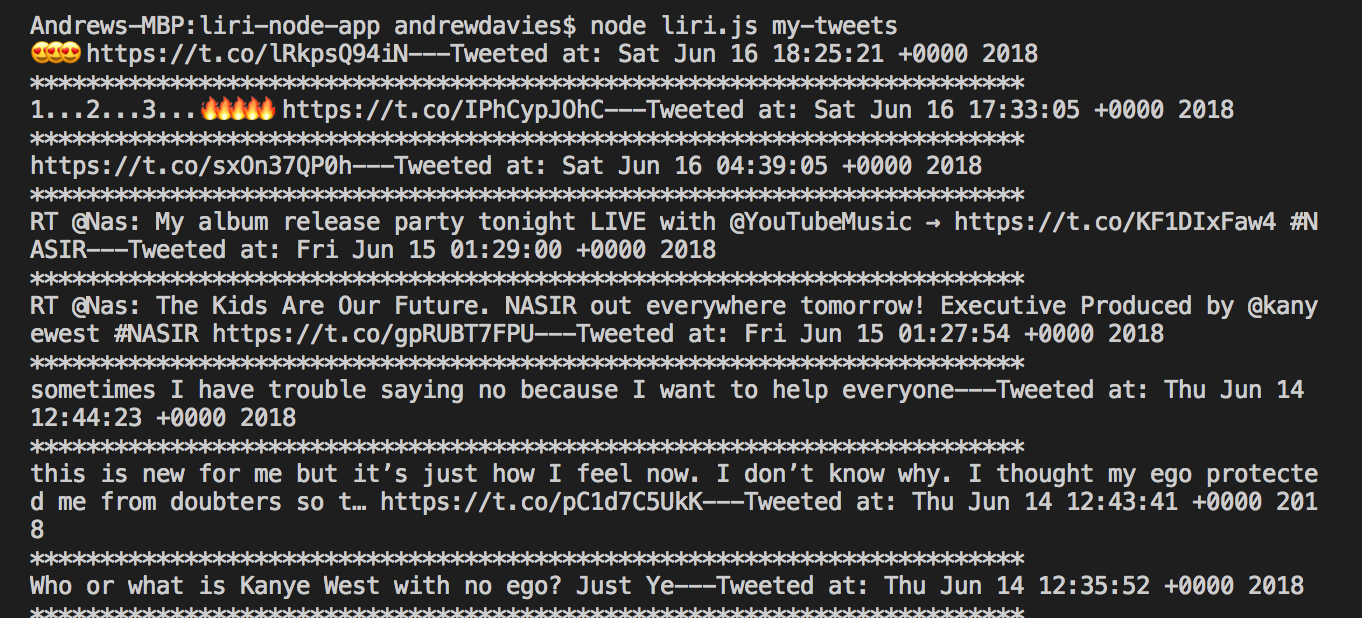 Andrews-MBP:liri-node-app andrewdavies$ node liri.js my-tweets
😍😍😍 https://t.co/lRkpsQ94iN---Tweeted at: Sat Jun 16 18:25:21 +0000 2018
***********************************************************************
1...2...3...🔥🔥🔥🔥🔥 https://t.co/IPhCypJOhC---Tweeted at: Sat Jun 16 17:33:05 +0000 2018
***********************************************************************
https://t.co/sxOn37QP0h---Tweeted at: Sat Jun 16 04:39:05 +0000 2018
***********************************************************************
RT @Nas: My album release party tonight LIVE with @YouTubeMusic → https://t.co/KF1DIxFaw4 #N
ASIR---Tweeted at: Fri Jun 15 01:29:00 +0000 2018
***********************************************************************
RT @Nas: The Kids Are Our Future. NASIR out everywhere tomorrow! Executive Produced by @kany
ewest #NASIR https://t.co/gpRUBT7FPU---Tweeted at: Fri Jun 15 01:27:54 +0000 2018
***********************************************************************
sometimes I have trouble saying no because I want to help everyone---Tweeted at: Thu Jun 14
12:44:23 +0000 2018
***********************************************************************
this is new for me but it’s just how I feel now. I don’t know why. I thought my ego protecte
d me from doubters so t… https://t.co/pC1d7C5UkK---Tweeted at: Thu Jun 14 12:43:41 +0000 201
8
***********************************************************************
Who or what is Kanye West with no ego? Just Ye---Tweeted at: Thu Jun 14 12:35:52 +0000 2018
***********************************************************************